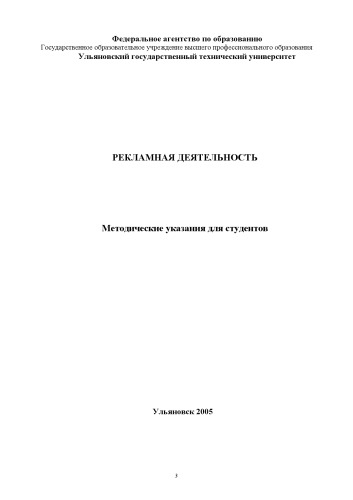 Федеральное агентство по образованию
Государственное образовательное учреждение высшего профессионального образования
Ульяновский государственный технический университет
РЕКЛАМНАЯ ДЕЯТЕЛЬНОСТЬ
Методические указания для студентов
Ульяновск 2005
3